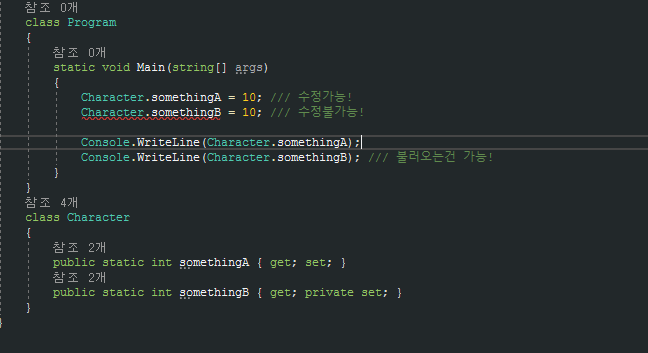 참조 0개
class Program
{
참조 0개
static void Main(string[] args)
{
Character.somethingA = 10; /// 수정가능!
Character.somethingB = 10; /// 수정불가능!
Console.WriteLine(Character.somethingA);
Console.WriteLine(Character.somethingB); /// 불러오는건 가능!
}
}
참조 4개
class Character
{
참조 2개
public static int somethingA { get; set; }
참조 2개
public static int somethingB { get; private set; }
}
}